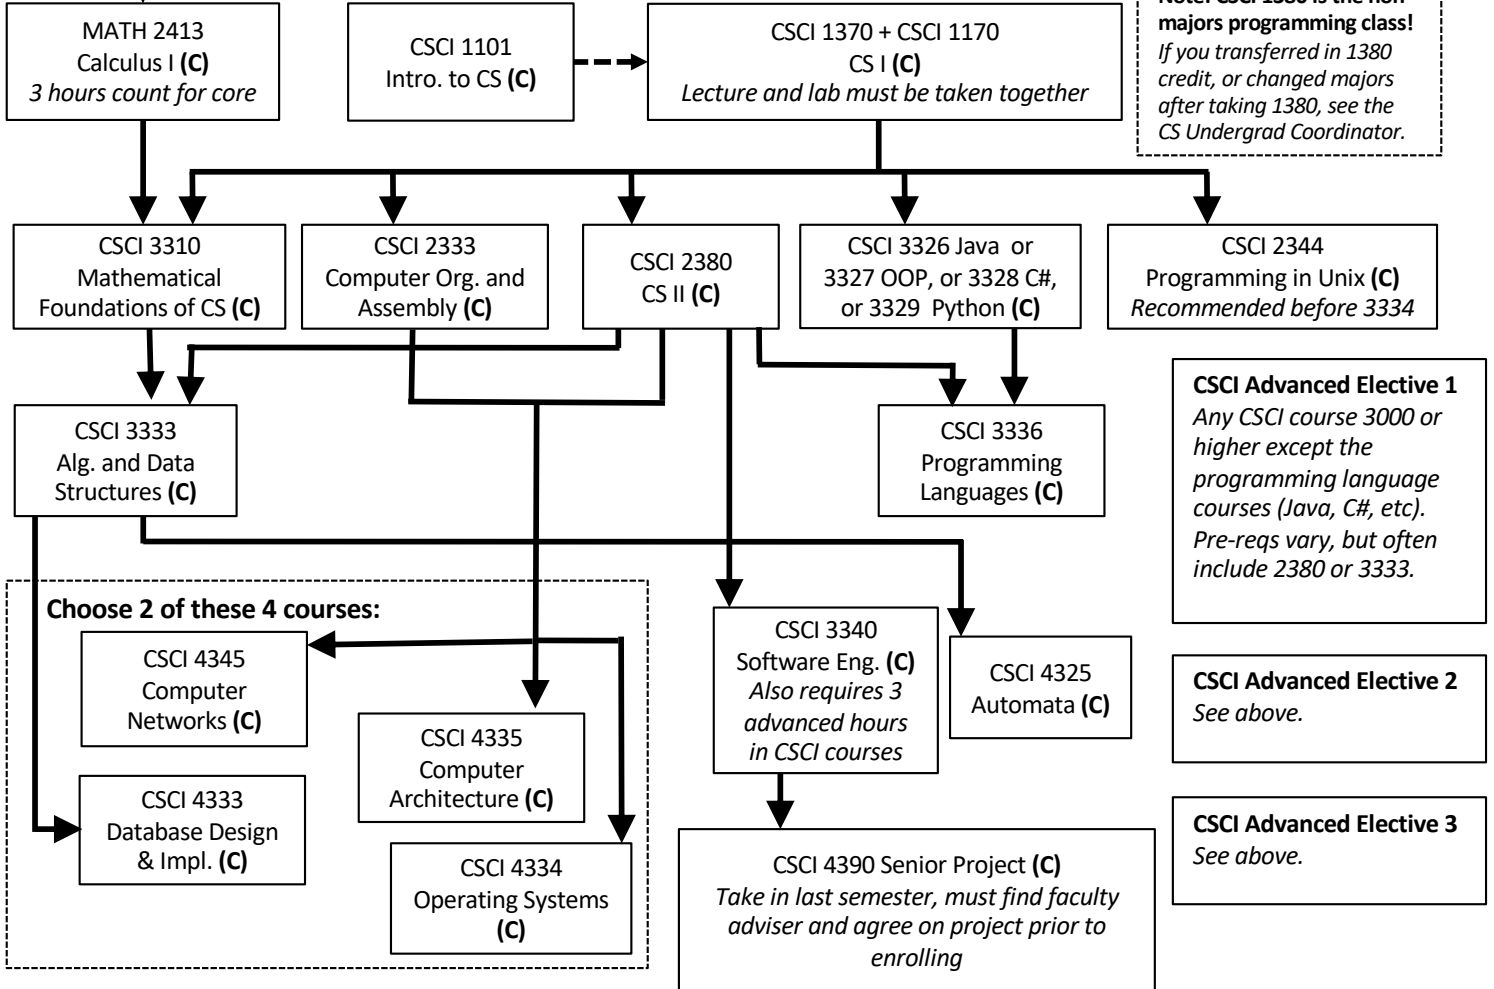 MATH 2413
Calculus I (C)
3 hours count for core
CSCI 1101
Intro. to CS (C)
CSCI 1370 + CSCI 1170
CS I (C)
Lecture and lab must be taken together
Note: CSCI 1380 is the non-
majors programming class!
If you transferred in 1380
credit, or changed majors
after taking 1380, see the
CS Undergrad Coordinator.
CSCI 3310
Mathematical
Foundations of CS (C)
CSCI 2333
Computer Org. and
Assembly (C)
CSCI 2380
CS II (C)
CSCI 3326 Java or
3327 OOP, or 3328 C#,
or 3329 Python (C)
CSCI 2344
Programming in Unix (C)
Recommended before 3334
CSCI 3333
Alg. and Data
Structures (C)
CSCI 3336
Programming
Languages (C)
CSCI Advanced Elective 1
Any CSCI course 3000 or
higher except the
programming language
courses (Java, C#, etc).
Pre-reqs vary, but often
include 2380 or 3333.
Choose 2 of these 4 courses:
CSCI 4345
Computer
Networks (C)
CSCI 4335
Computer
Architecture (C)
CSCI 4333
Database Design
& Impl. (C)
CSCI 4334
Operating Systems
(C)
CSCI 3340
Software Eng. (C)
Also requires 3
advanced hours
in CSCI courses
CSCI 4325
Automata (C)
CSCI Advanced Elective 2
See above.
CSCI 4390 Senior Project (C)
Take in last semester, must find faculty
adviser and agree on project prior to
enrolling
CSCI Advanced Elective 3
See above.